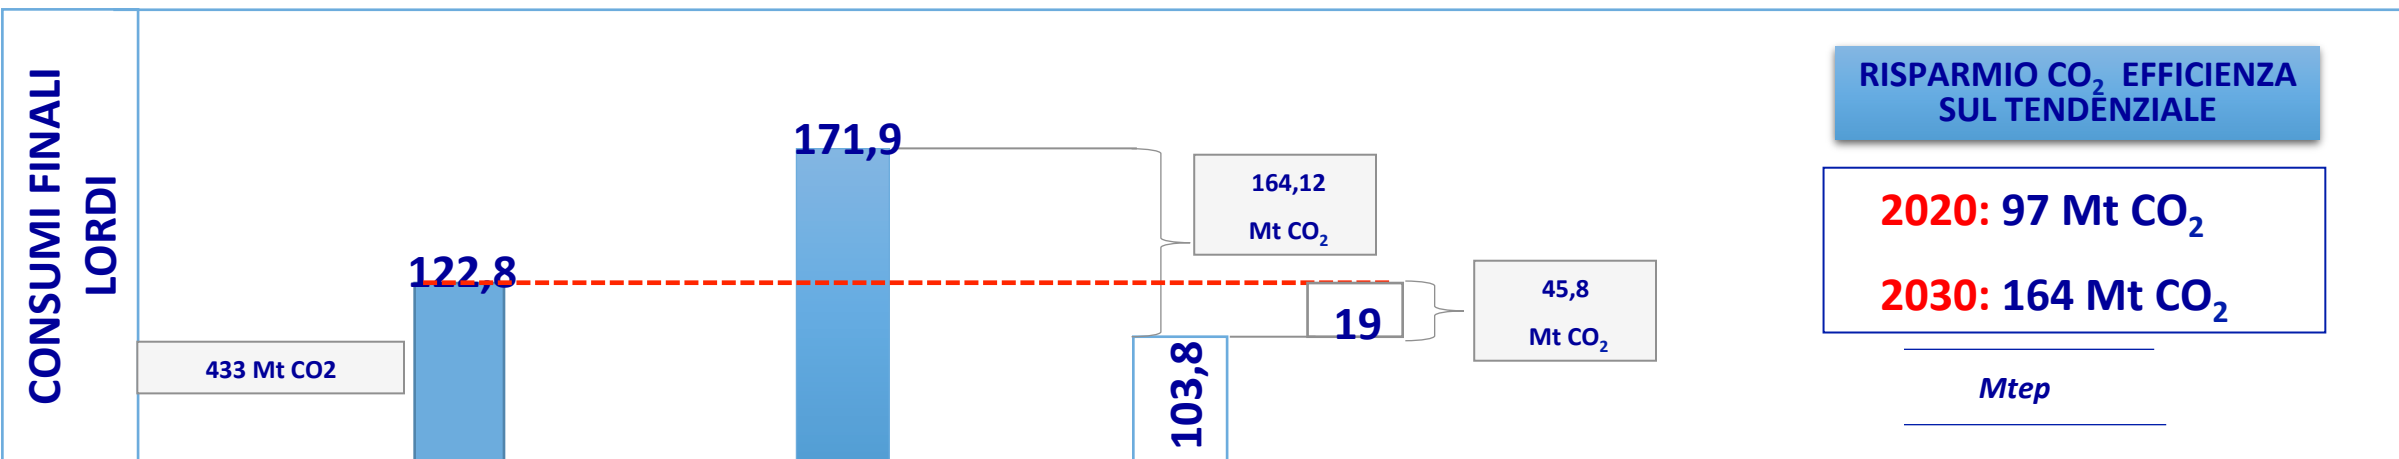 CONSUMI FINALI
LORDI
433 Mt CO2
122,8
171,9
103,8
164,12
Mt CO₂
19
45,8
Mt CO₂
RISPARMIO CO₂ EFFICIENZA
SUL TENDENZIALE
2020: 97 Mt CO₂
2030: 164 Mt CO₂
Mtep